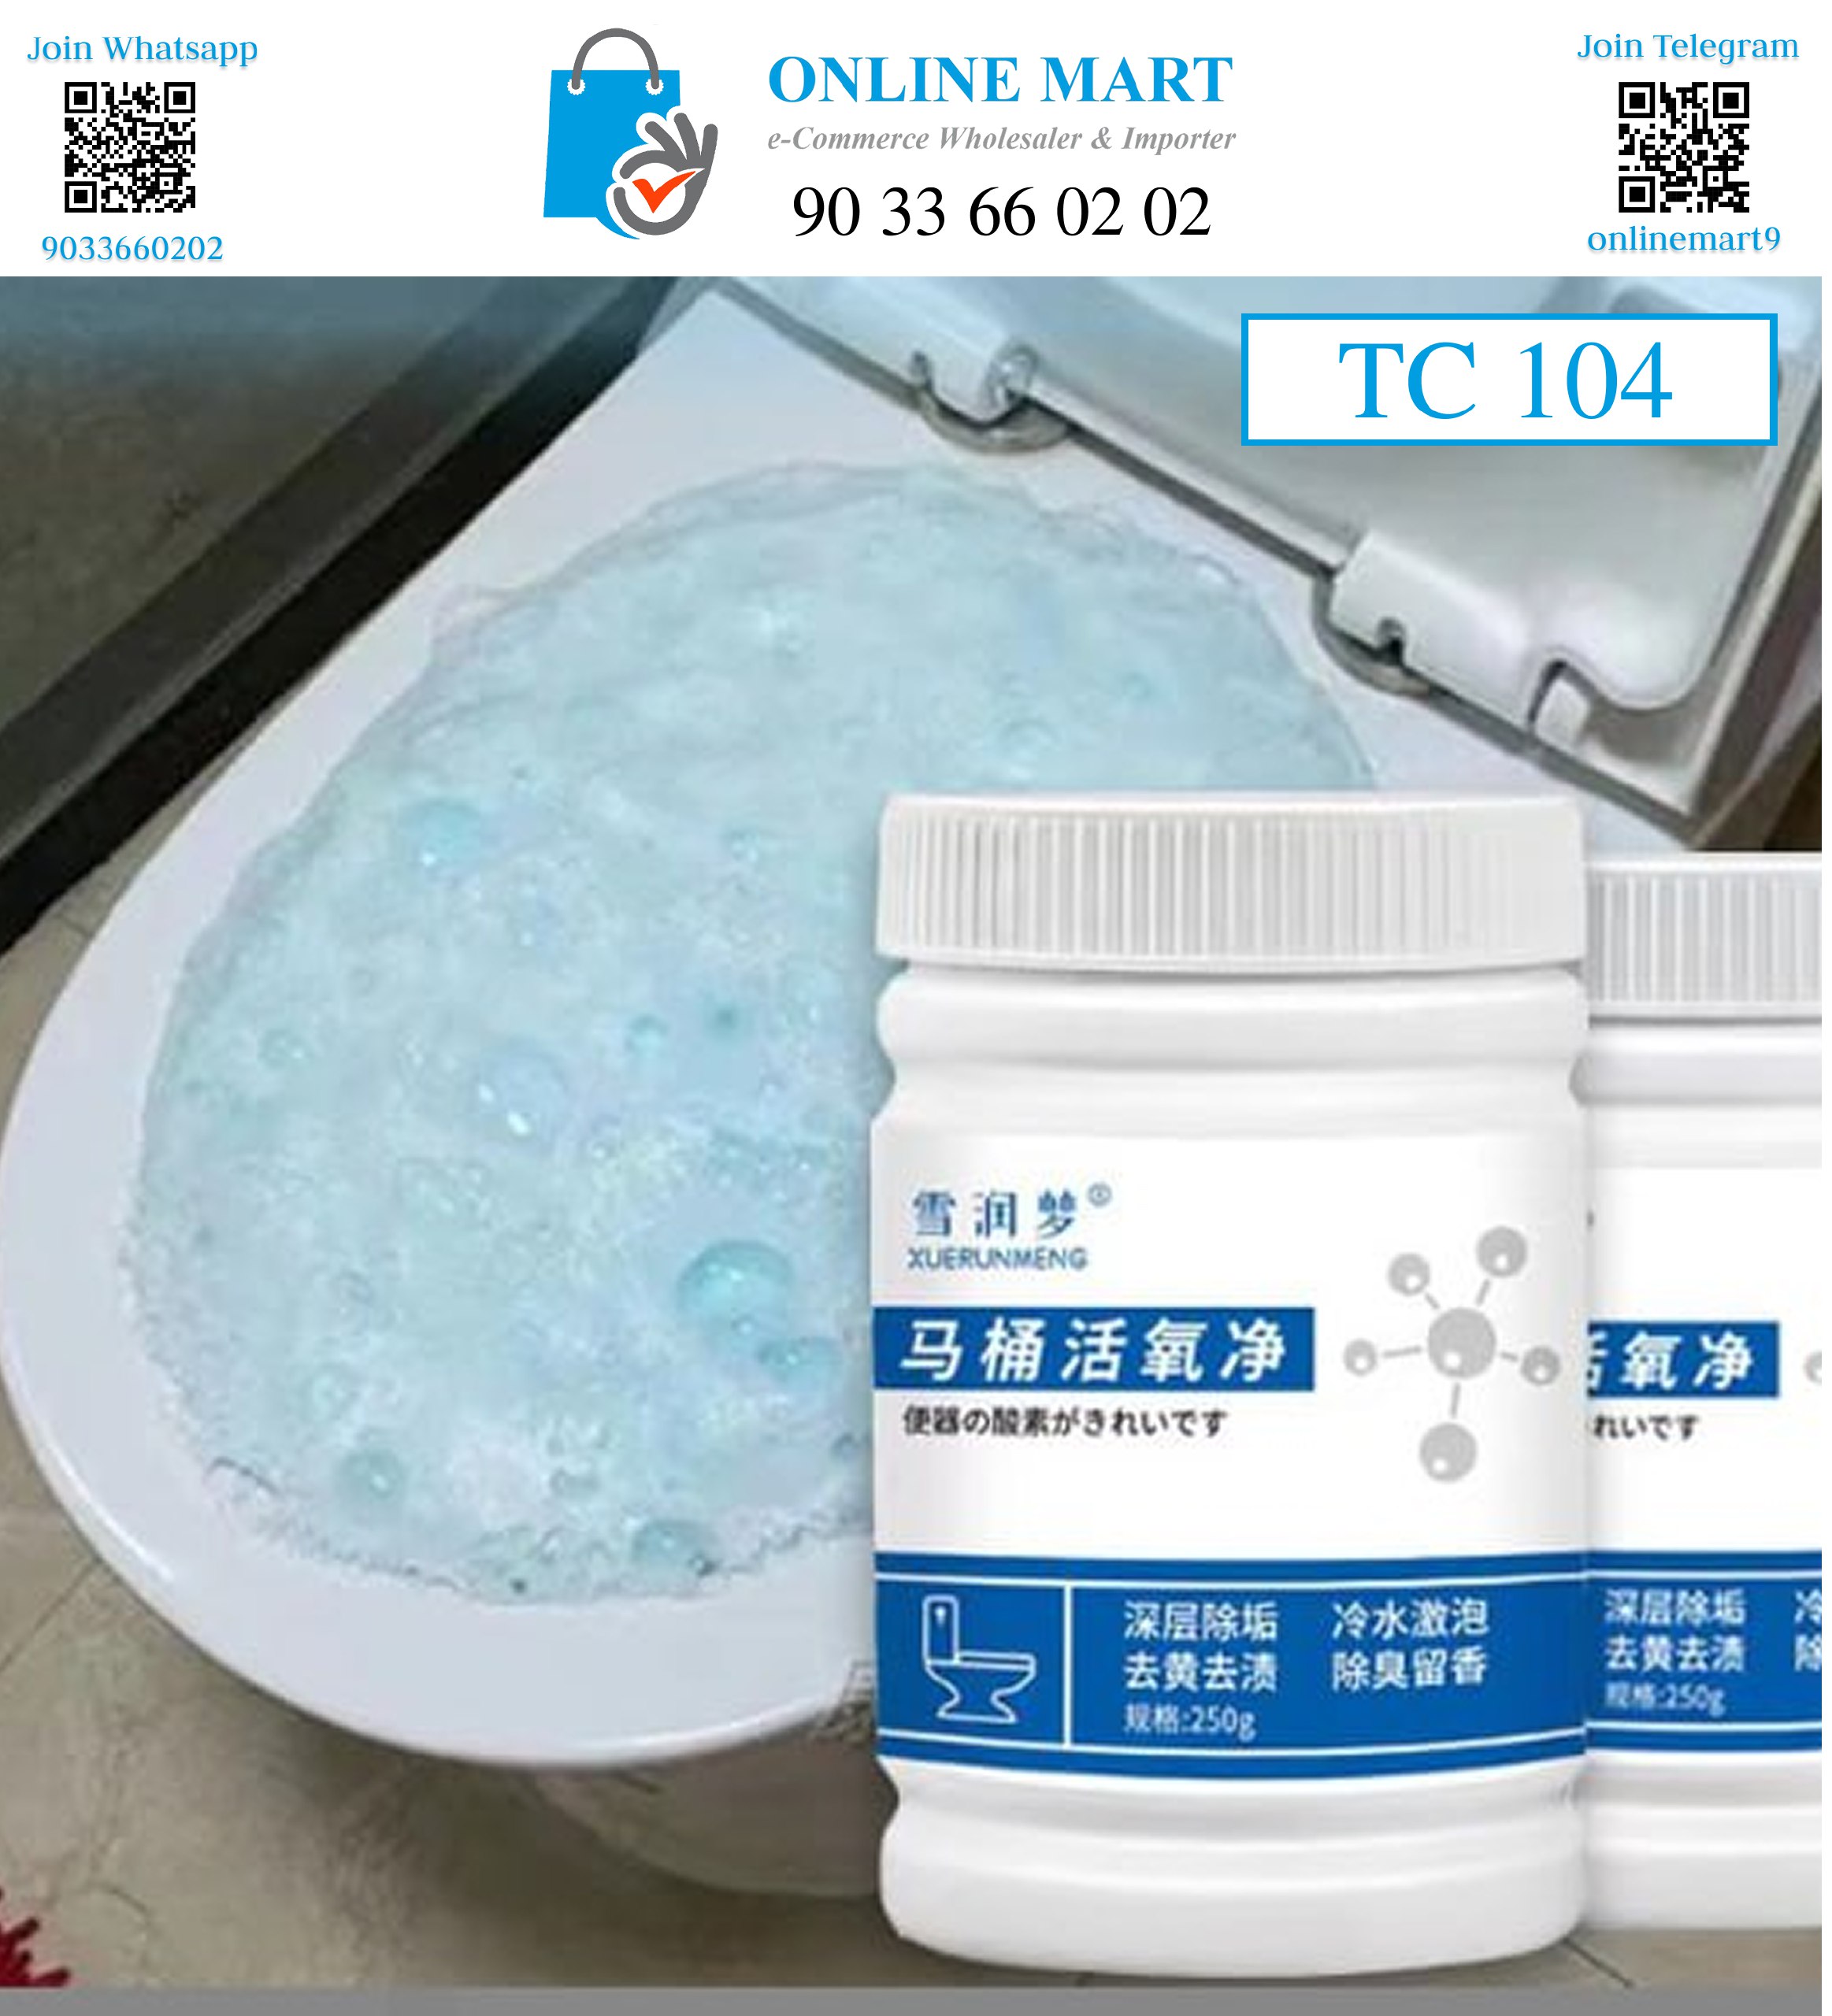 Join Whatsapp
9033660202
ONLINE MART
e-Commerce Wholesaler & Importer
90 33 66 02 02
Join Telegram
onlinemart9
TC 104
雪润梦®
XUERUNMENG
马桶活氧净
便器の酸素がきれいです
深层除垢 冷水激泡
去黄去渍 除臭留香
规格:250g
活氧净
れいです
深层除垢 冷
去黄去渍 除
规格:250g